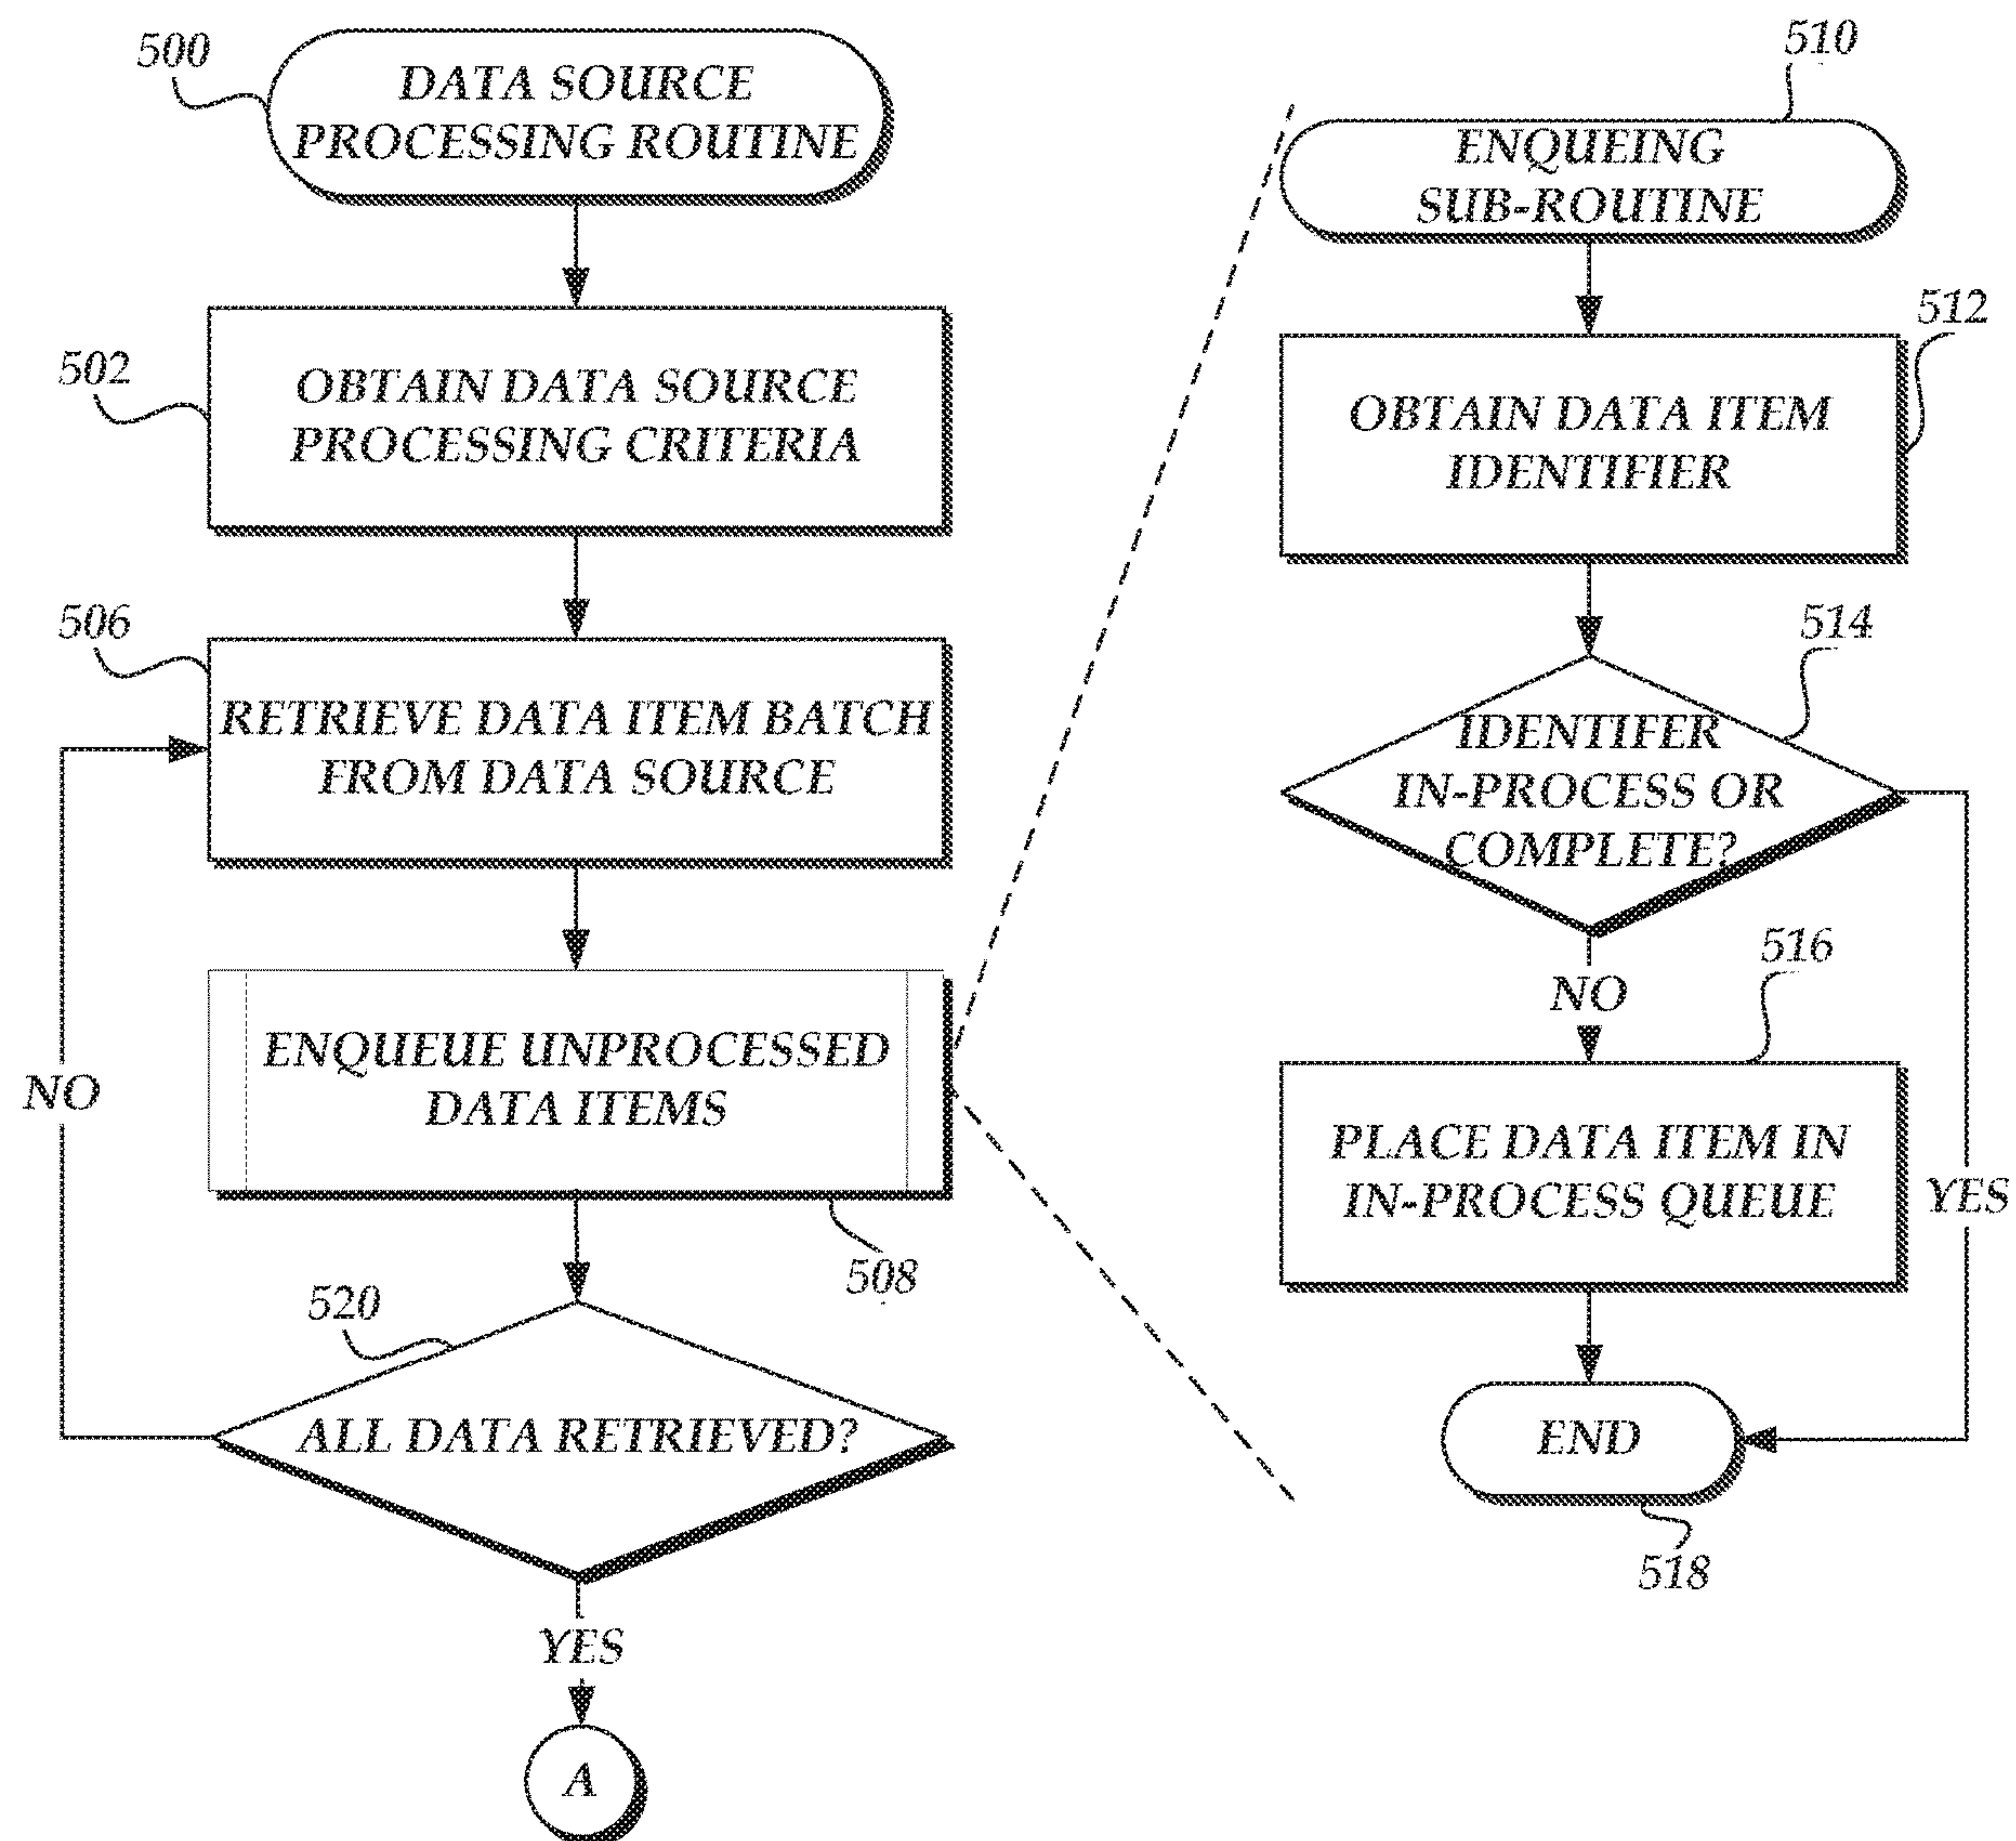 500
DATA SOURCE
PROCESSING ROUTINE
502
OBTAIN DATA SOURCE
PROCESSING CRITERIA
506
RETRIEVE DATA ITEM BATCH
FROM DATA SOURCE
ENQUEUE UNPROCESSED
DATA ITEMS
508
NO
520
ALL DATA RETRIEVED?
YES
A
510
ENQUEING
SUB-ROUTINE
512
OBTAIN DATA ITEM
IDENTIFIER
514
IDENTIFER
IN-PROCESS OR
COMPLETE?
NO
516
PLACE DATA ITEM IN
IN-PROCESS QUEUE
YES
END
518